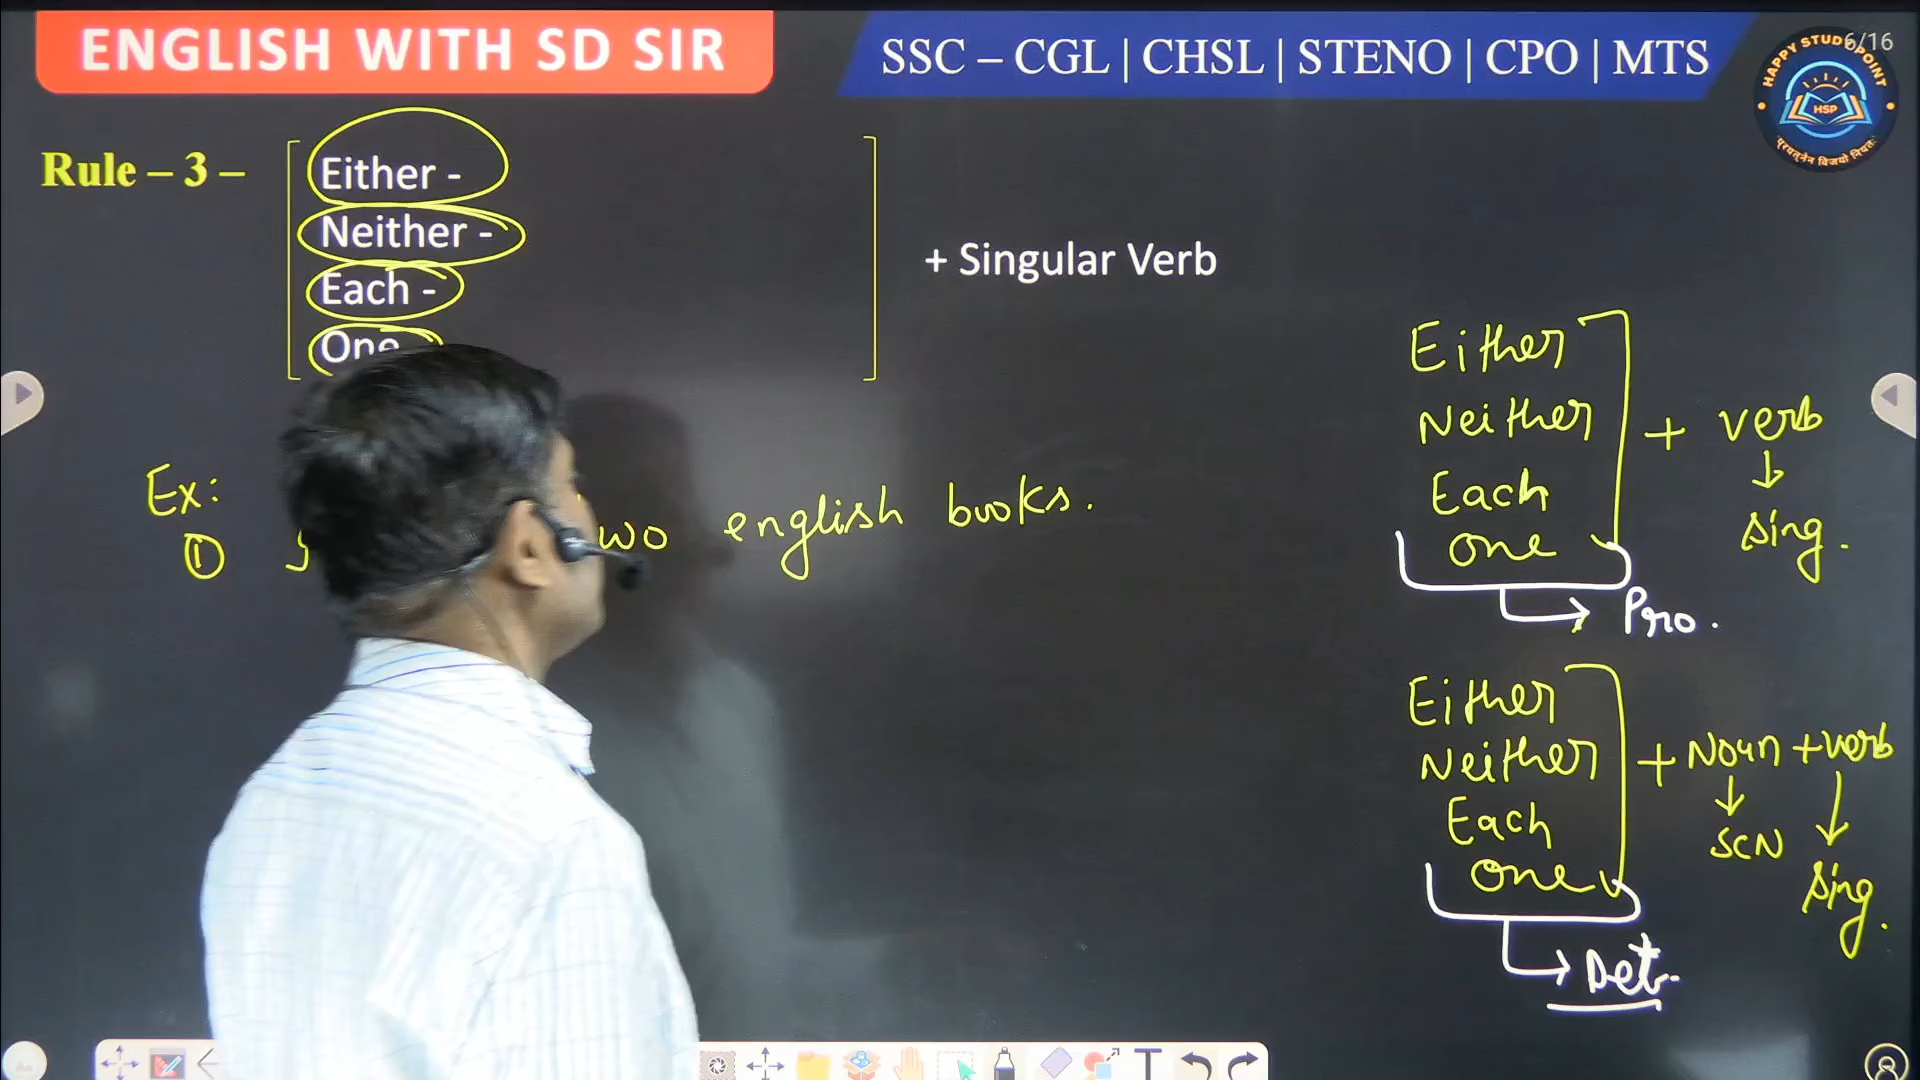 ENGLISH WITH SD SIR
SSC – CGL | CHSL | STENO | CPO | MTS
6/16
HAPPY STUDY POINT
HSP
Rule – 3 –
Either -
Neither -
Each -
One
+ Singular Verb
Ex:
① wo english books.
Either
Neither
Each
one
+ verb
↓
sing.
→ Pro.
Either
Neither
Each
one
+ Noun + verb
↓ ↓
SCN
sing.
→ Det.